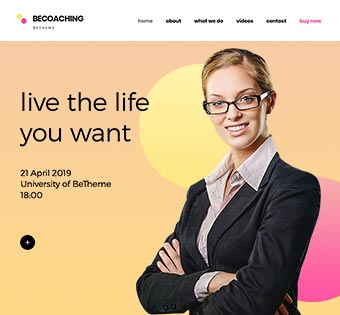 BECOACHING
BETHEME
home about what we do videos contact buy now
live the life
you want
21 April 2019
University of BeTheme
18:00
+